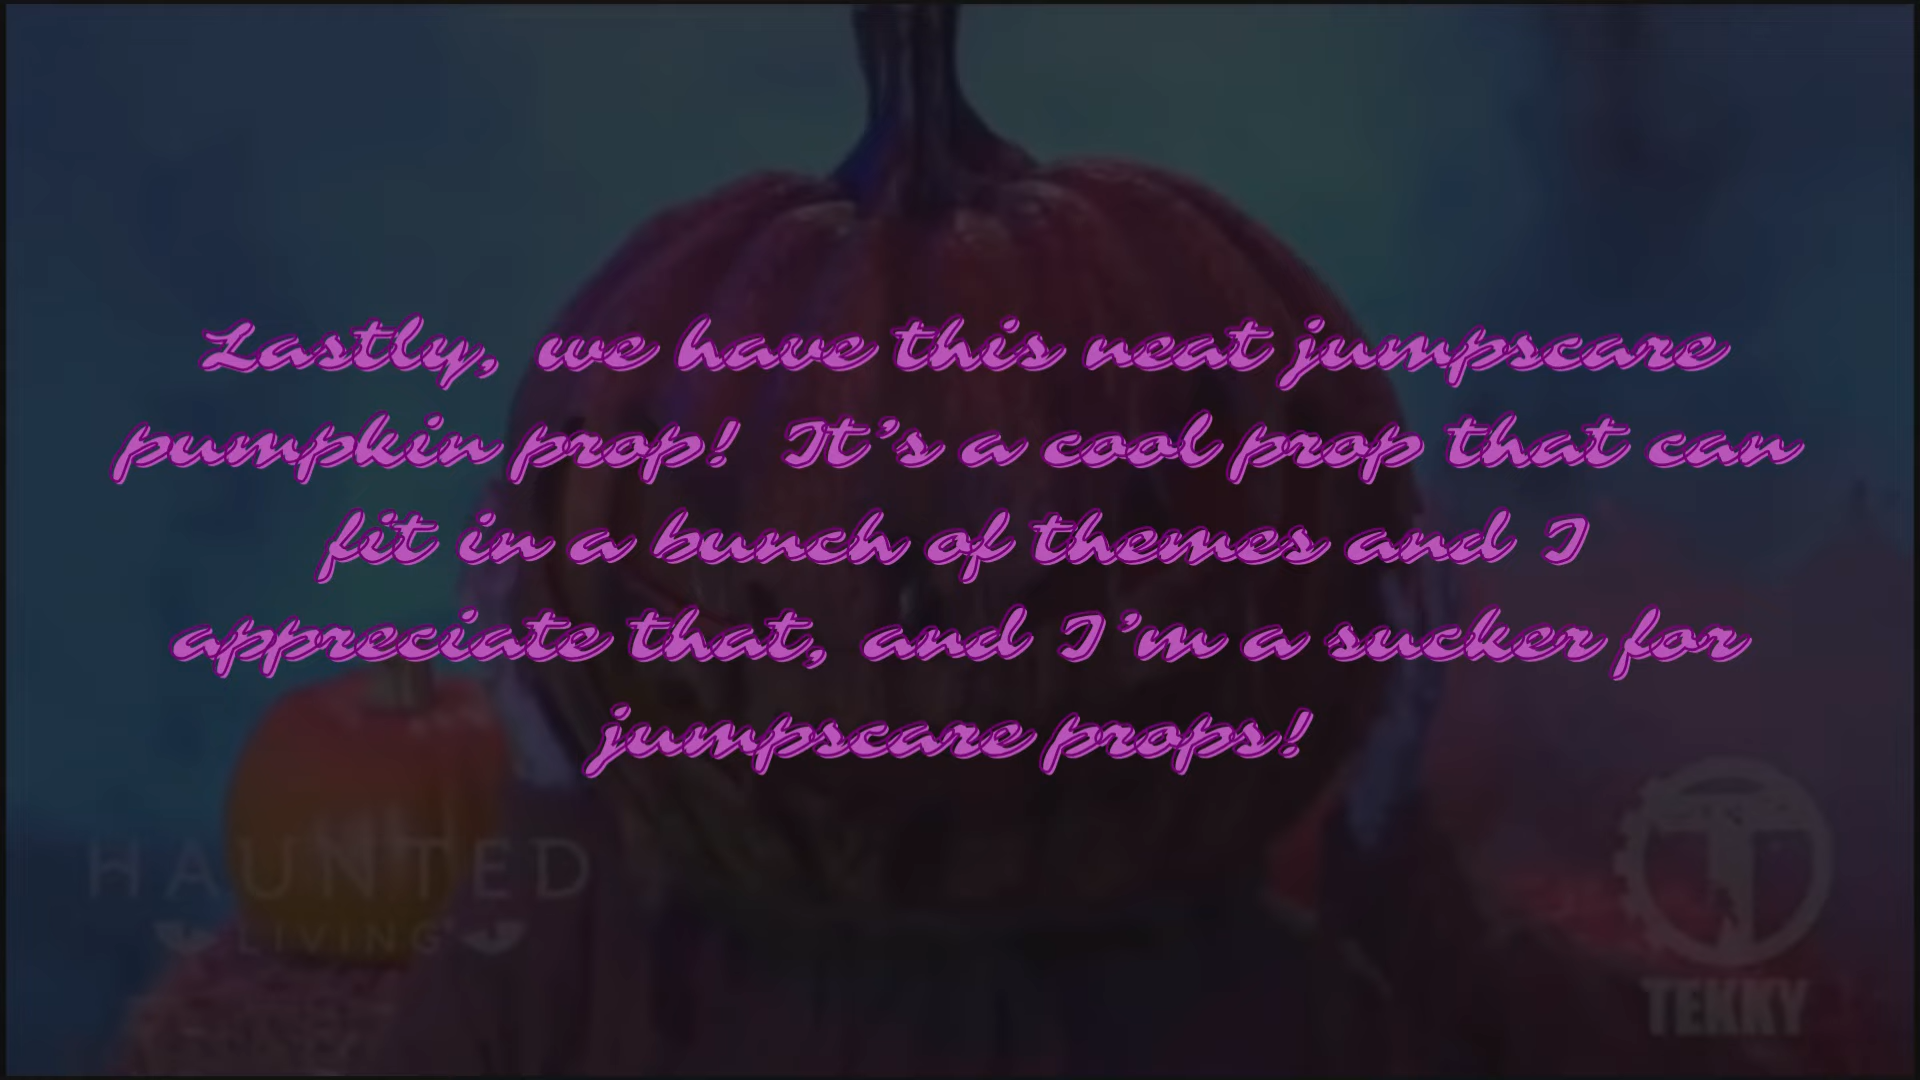 Lastly, we have this neat jumpscare
pumpkin prop! It's a cool prop that can
fit in a bunch of themes and I
appreciate that, and I'm a sucker for
jumpscare props!
HAUNTED
LIVING
TEKKY